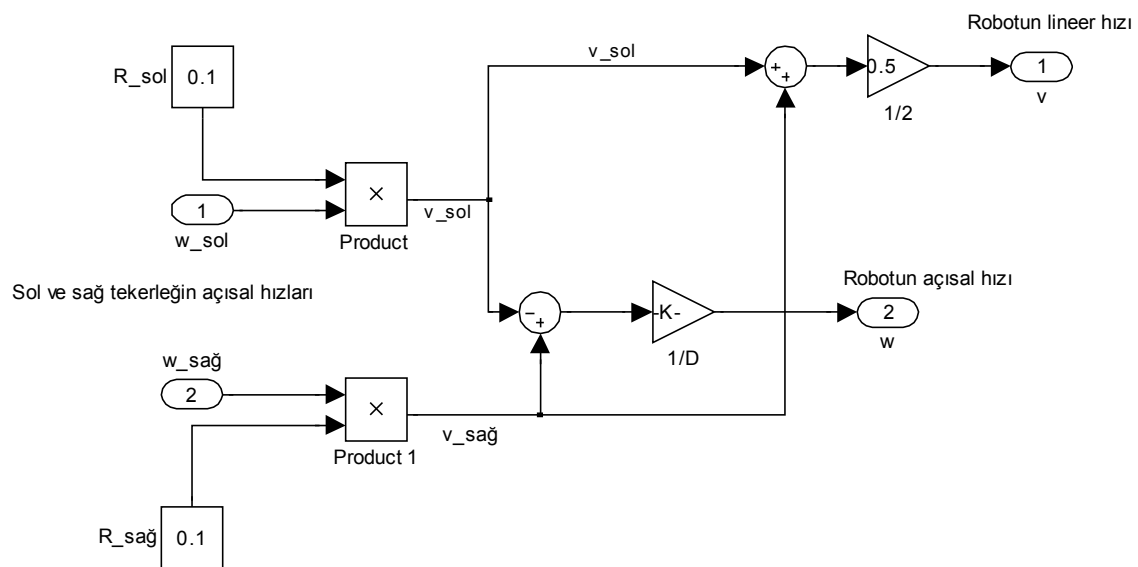 Robotun lineer hızı
R_sol
0.1
v_sol
+
+
0.5
1
v
1/2
×
1
v_sol
w_sol
Product
Sol ve sağ tekerleğin açısal hızları
Robotun açısal hızı
-
+
-K-
2
w
1/D
w_sağ
2
×
v_sağ
Product 1
R_sağ
0.1